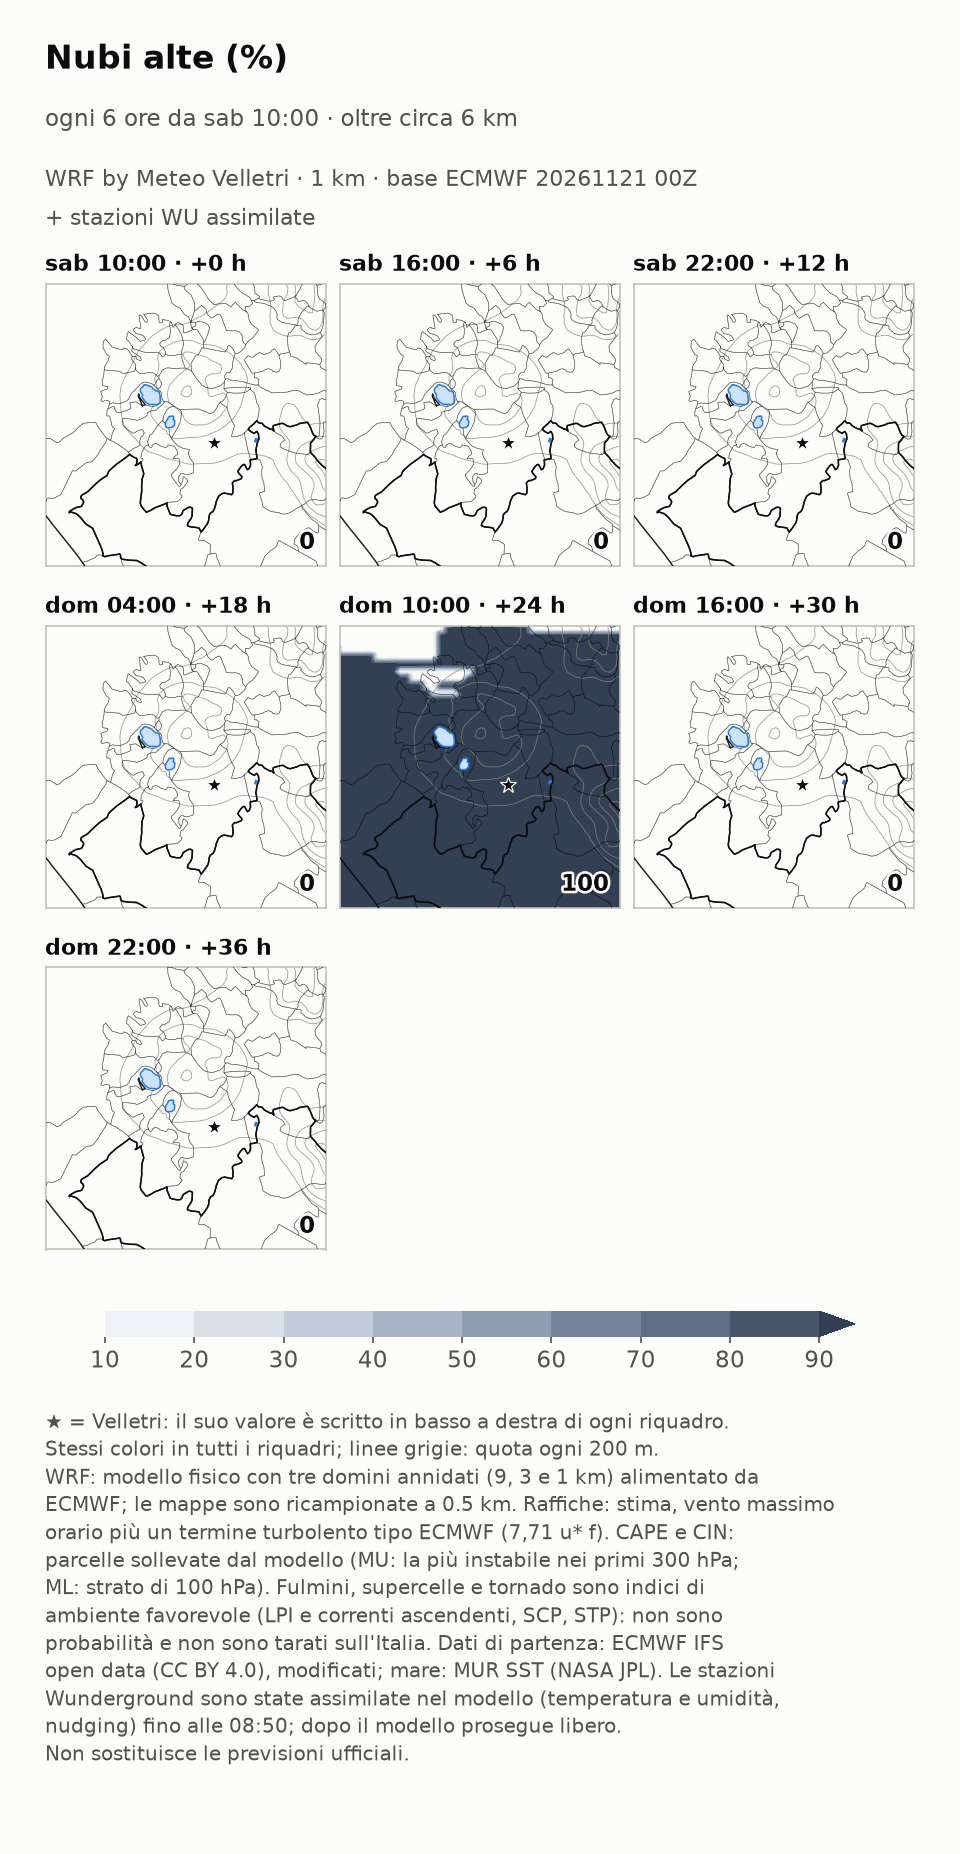 Nubi alte (%)
ogni 6 ore da sab 10:00 · oltre circa 6 km
WRF by Meteo Velletri · 1 km · base ECMWF 20261121 00Z
+ stazioni WU assimilate
sab 10:00 · +0 h
sab 16:00 · +6 h
sab 22:00 · +12 h
0
0
0
dom 04:00 · +18 h
dom 10:00 · +24 h
dom 16:00 · +30 h
0
100
0
dom 22:00 · +36 h
0
10 20 30 40 50 60 70 80 90
★ = Velletri: il suo valore è scritto in basso a destra di ogni riquadro.
Stessi colori in tutti i riquadri; linee grigie: quota ogni 200 m.
WRF: modello fisico con tre domini annidati (9, 3 e 1 km) alimentato da
ECMWF; le mappe sono ricampionate a 0.5 km. Raffiche: stima, vento massimo
orario più un termine turbolento tipo ECMWF (7,71 u* f). CAPE e CIN:
parcelle sollevate dal modello (MU: la più instabile nei primi 300 hPa;
ML: strato di 100 hPa). Fulmini, supercelle e tornado sono indici di
ambiente favorevole (LPI e correnti ascendenti, SCP, STP): non sono
probabilità e non sono tarati sull'Italia. Dati di partenza: ECMWF IFS
open data (CC BY 4.0), modificati; mare: MUR SST (NASA JPL). Le stazioni
Wunderground sono state assimilate nel modello (temperatura e umidità,
nudging) fino alle 08:50; dopo il modello prosegue libero.
Non sostituisce le previsioni ufficiali.